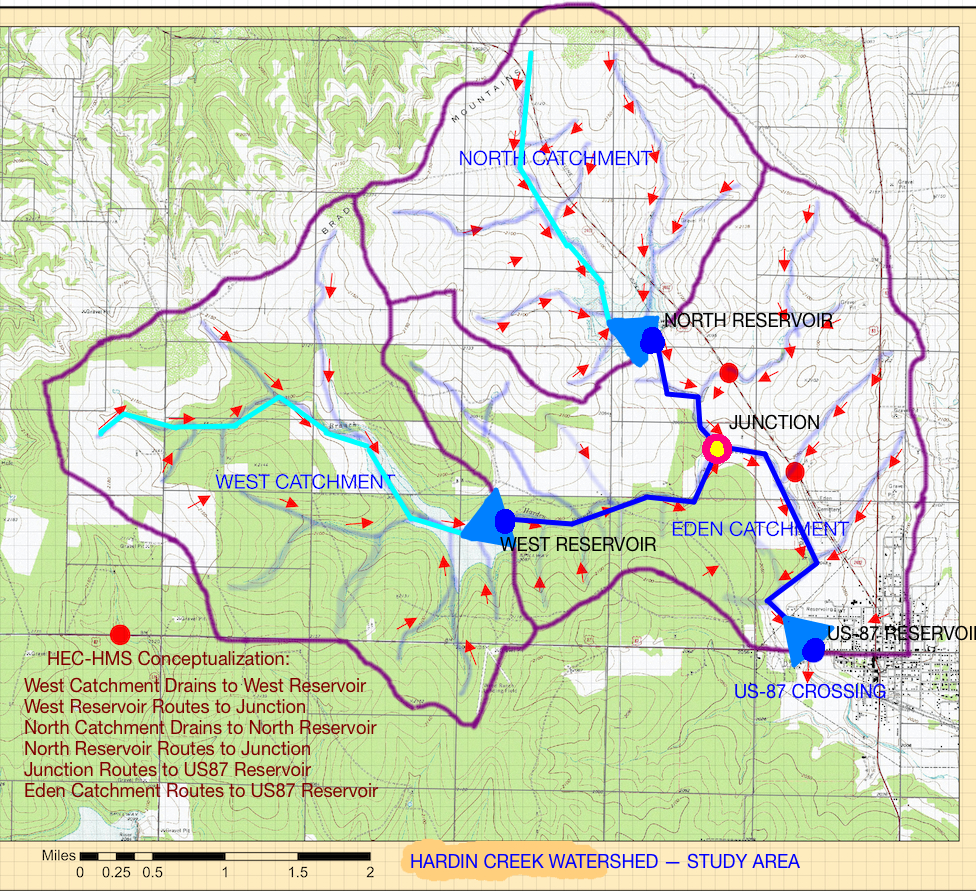 MOUNTAINS
NORTH CATCHMENT
BRADY
NORTH RESERVOIR
JUNCTION
Branch
WEST CATCHMENT
EDEN CATCHMENT
WEST RESERVOIR
US-87 RESERVOI
HEC-HMS Conceptualization:
US-87 CROSSING
West Catchment Drains to West Reservoir
West Reservoir Routes to Junction
North Catchment Drains to North Reservoir
North Reservoir Routes to Junction
Junction Routes to US87 Reservoir
Eden Catchment Routes to US87 Reservoir
Miles
0 0.25 0.5 1 1.5 2
HARDIN CREEK WATERSHED — STUDY AREA